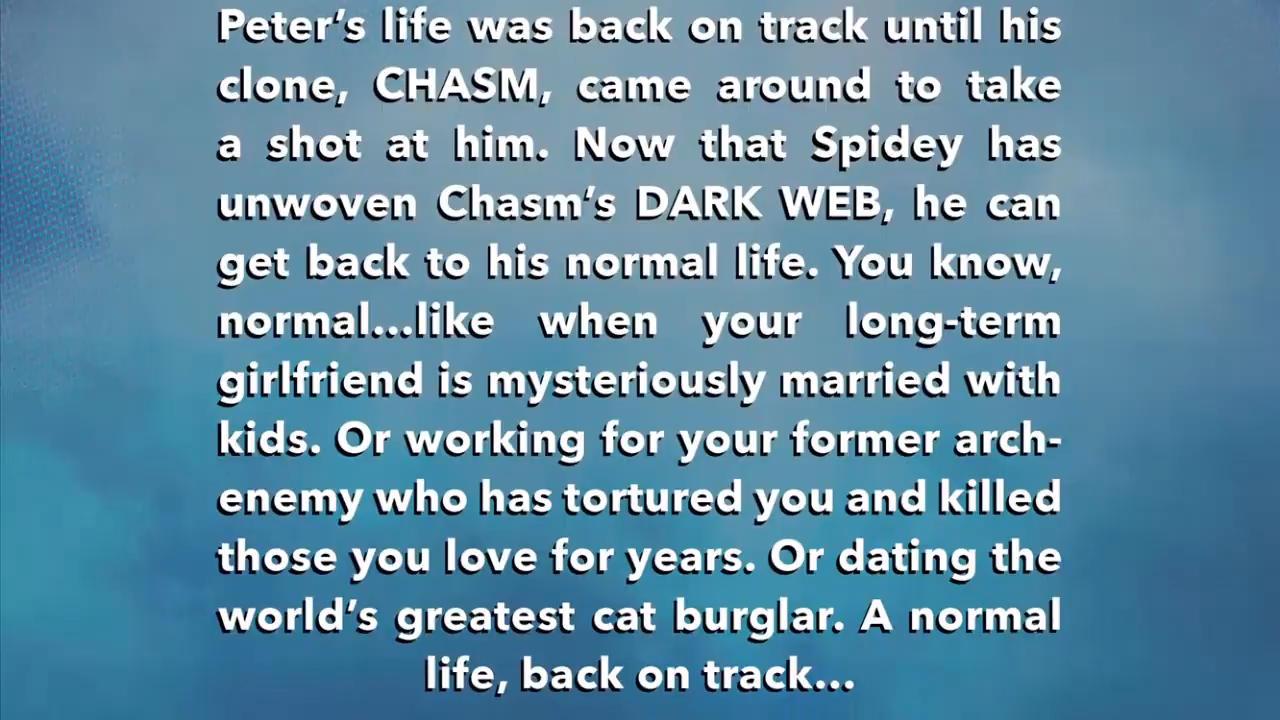 Peter’s life was back on track until his
clone, CHASM, came around to take
a shot at him. Now that Spidey has
unwoven Chasm’s DARK WEB, he can
get back to his normal life. You know,
normal...like when your long-term
girlfriend is mysteriously married with
kids. Or working for your former arch-
enemy who has tortured you and killed
those you love for years. Or dating the
world’s greatest cat burglar. A normal
life, back on track...